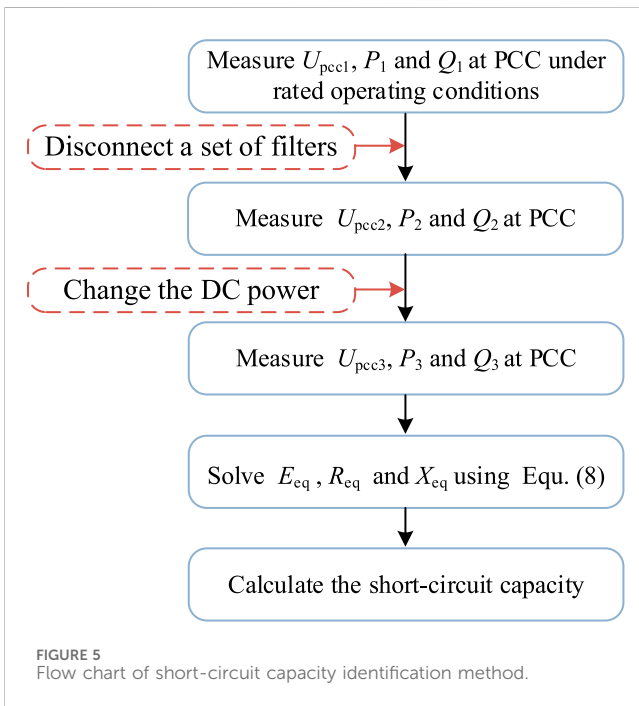 Measure Upcc1, P1 and Q1 at PCC under
rated operating conditions
Disconnect a set of filters
Measure Upcc2, P2 and Q2 at PCC
Change the DC power
Measure Upcc3, P3 and Q3 at PCC
Solve Eeq , Req and Xeq using Equ. (8)
Calculate the short-circuit capacity
FIGURE 5
Flow chart of short-circuit capacity identification method.